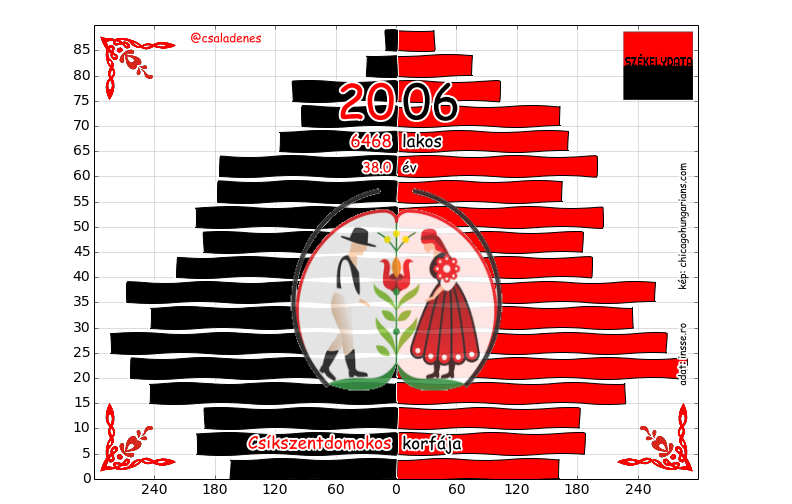 @csaladenes
SZÉKELYDATA
2006
6468 lakos
38.0 év
kép: chicagohungarians.com
adat: insse.ro
Csíkszentdomokos korfája
85
80
75
70
65
60
55
50
45
40
35
30
25
20
15
10
5
0
240 180 120 60 0 60 120 180 240